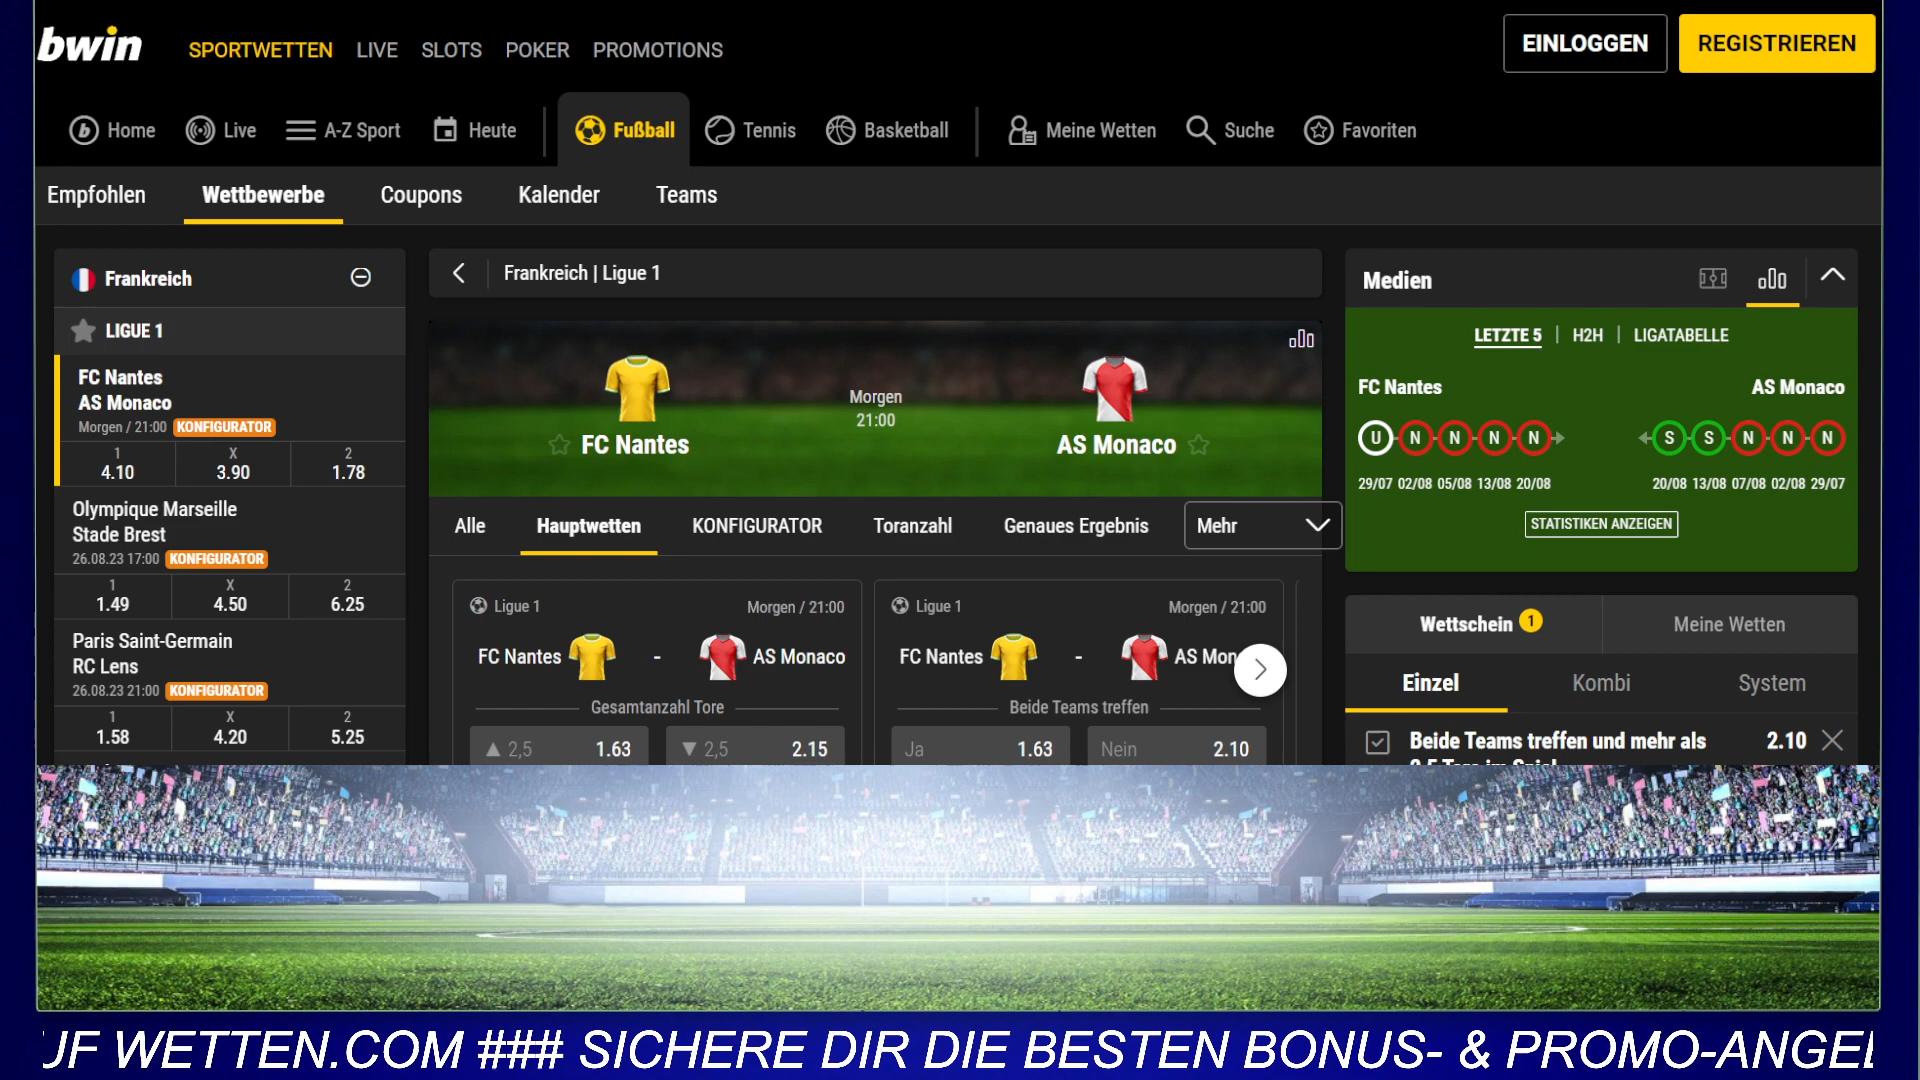 bwin
SPORTWETTEN LIVE SLOTS POKER PROMOTIONS
EINLOGGEN
REGISTRIEREN
Home Live A-Z Sport Heute Fußball Tennis Basketball Meine Wetten Suche Favoriten
Empfohlen Wettbewerbe Coupons Kalender Teams
Frankreich
LIGUE 1
FC Nantes
AS Monaco
Morgen / 21:00 KONFIGURATOR
1 X 2
4.10 3.90 1.78
Olympique Marseille
Stade Brest
26.08.23 17:00 KONFIGURATOR
1 X 2
1.49 4.50 6.25
Paris Saint-Germain
RC Lens
26.08.23 21:00 KONFIGURATOR
1 X 2
1.58 4.20 5.25
Frankreich | Ligue 1
Morgen
21:00
FC Nantes
AS Monaco
Alle Hauptwetten KONFIGURATOR Toranzahl Genaues Ergebnis Mehr
Ligue 1 Morgen / 21:00
FC Nantes - AS Monaco
Gesamtanzahl Tore
2,5 1.63 2,5 2.15
Ligue 1 Morgen / 21:00
FC Nantes - AS Mon
Beide Teams treffen
Ja 1.63 Nein 2.10
Medien
LETZTE 5 | H2H | LIGATABELLE
FC Nantes AS Monaco
U N N N N S S N N N
29/07 02/08 05/08 13/08 20/08 20/08 13/08 07/08 02/08 29/07
STATISTIKEN ANZEIGEN
Wettschein 1 Meine Wetten
Einzel Kombi System
Beide Teams treffen und mehr als 2.10
2,5 Tore im Spiel
UF WETTEN.COM ### SICHERE DIR DIE BESTEN BONUS- & PROMO-ANGEL